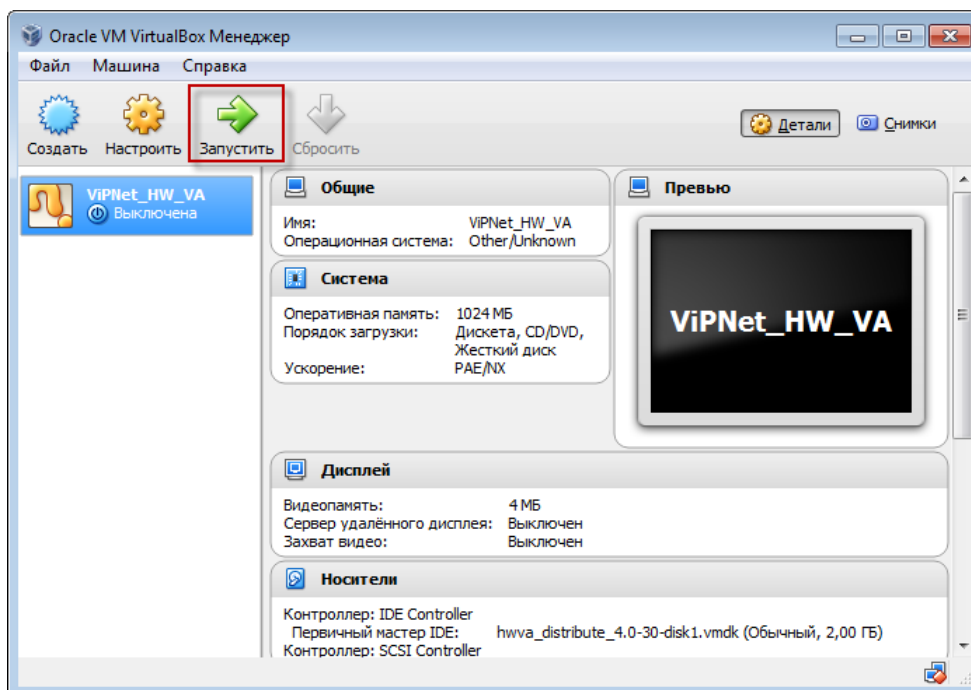 Oracle VM VirtualBox Менеджер
Файл Машина Справка
Создать Настроить Запустить Сбросить
Детали Снимки
ViPNet_HW_VA
Выключена
Общие
Имя: ViPNet_HW_VA
Операционная система: Other/Unknown
Система
Оперативная память: 1024 МБ
Порядок загрузки: Дискета, CD/DVD,
Жесткий диск
Ускорение: PAE/NX
Превью
ViPNet_HW_VA
Дисплей
Видеопамять: 4 МБ
Сервер удалённого дисплея: Выключен
Захват видео: Выключен
Носители
Контроллер: IDE Controller
Первичный мастер IDE: hwva_distribute_4.0-30-disk1.vmdk (Обычный, 2,00 ГБ)
Контроллер: SCSI Controller